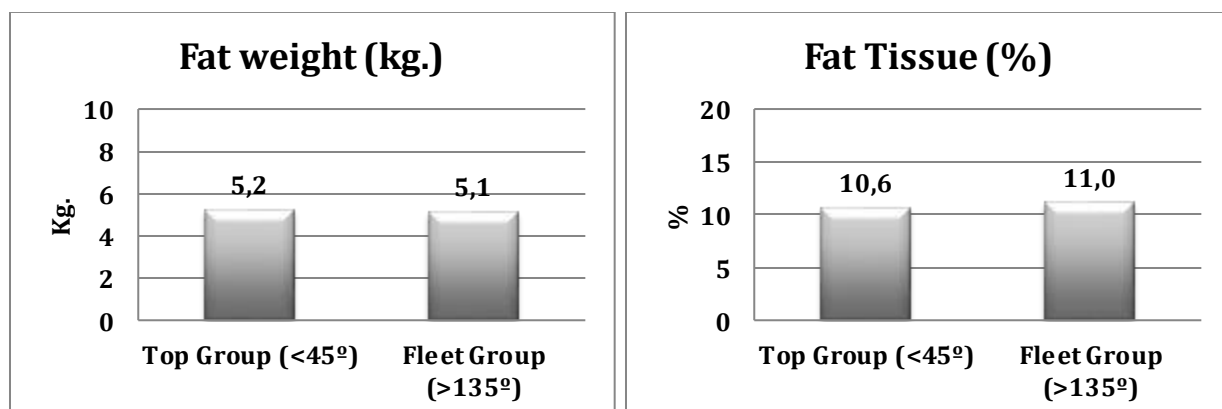 Fat weight (kg.)
10
8
6
4
2
0
Kg.
5,2
5,1
Top Group (<45º)
Fleet Group
(>135º)
Fat Tissue (%)
20
15
10
5
0
%
10,6
11,0
Top Group (<45º)
Fleet Group
(>135º)